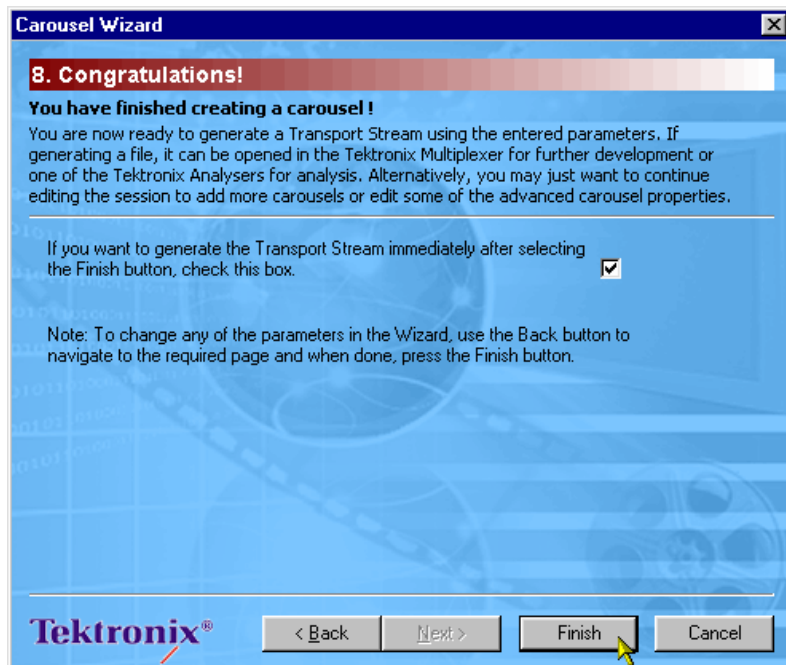 Carousel Wizard
8. Congratulations!
You have finished creating a carousel !
You are now ready to generate a Transport Stream using the entered parameters. If
generating a file, it can be opened in the Tektronix Multiplexer for further development or
one of the Tektronix Analysers for analysis. Alternatively, you may just want to continue
editing the session to add more carousels or edit some of the advanced carousel properties.
If you want to generate the Transport Stream immediately after selecting
the Finish button, check this box.
Note: To change any of the parameters in the Wizard, use the Back button to
navigate to the required page and when done, press the Finish button.
Tektronix®
< Back
Next >
Finish
Cancel